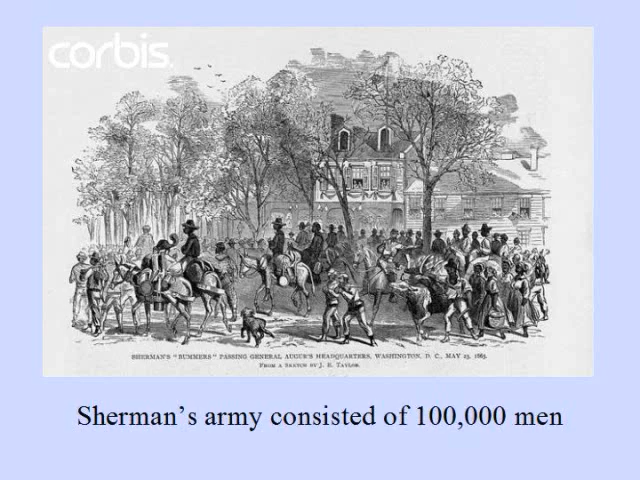 corbis.
SHERMAN'S "BUMMERS" PASSING GENERAL AUGUR'S HEADQUARTERS, WASHINGTON, D. C., MAY 25, 1865.
FROM A SKETCH BY J. E. TAYLOR.
Sherman's army consisted of 100,000 men